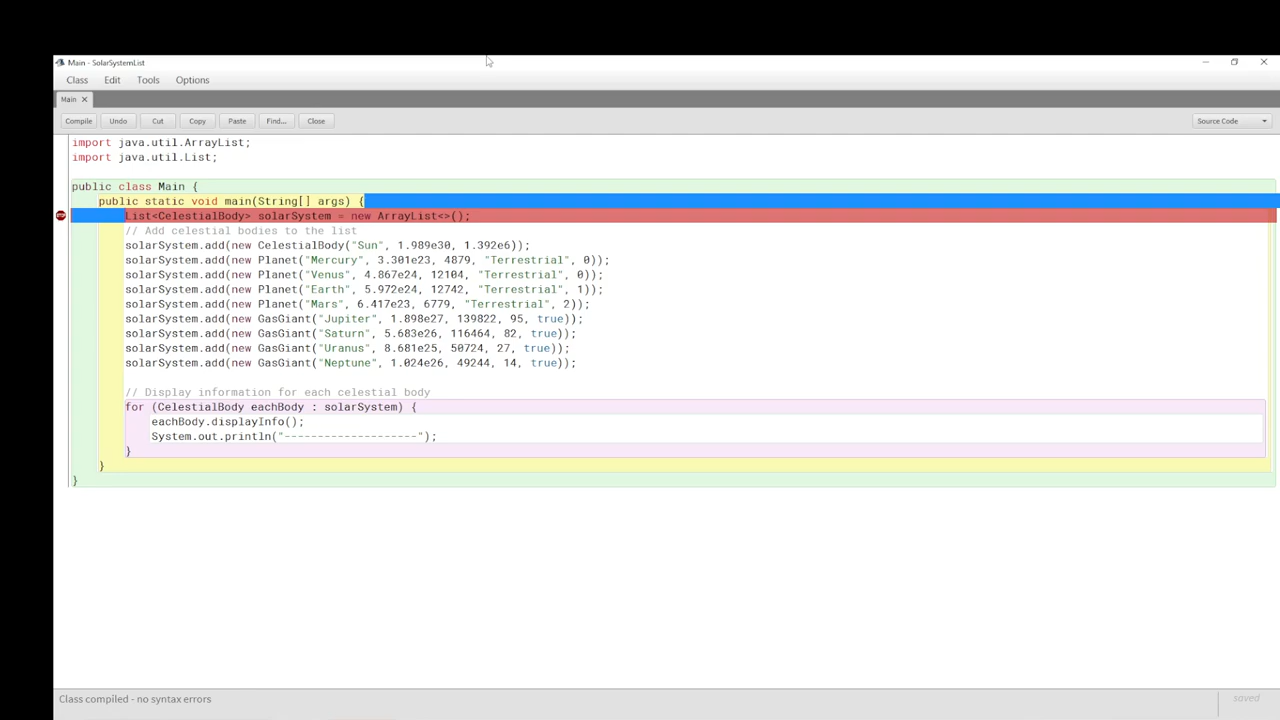 Main - SolarSystemList
Class Edit Tools Options
Main
Compile Undo Cut Copy Paste Find... Close Source Code
import java.util.ArrayList;
import java.util.List;
public class Main {
public static void main(String[] args) {
STOP List<CelestialBody> solarSystem = new ArrayList<>();
// Add celestial bodies to the list
solarSystem.add(new CelestialBody("Sun", 1.989e30, 1.392e6));
solarSystem.add(new Planet("Mercury", 3.301e23, 4879, "Terrestrial", 0));
solarSystem.add(new Planet("Venus", 4.867e24, 12104, "Terrestrial", 0));
solarSystem.add(new Planet("Earth", 5.972e24, 12742, "Terrestrial", 1));
solarSystem.add(new Planet("Mars", 6.417e23, 6779, "Terrestrial", 2));
solarSystem.add(new GasGiant("Jupiter", 1.898e27, 139822, 95, true));
solarSystem.add(new GasGiant("Saturn", 5.683e26, 116464, 82, true));
solarSystem.add(new GasGiant("Uranus", 8.681e25, 50724, 27, true));
solarSystem.add(new GasGiant("Neptune", 1.024e26, 49244, 14, true));
// Display information for each celestial body
for (CelestialBody eachBody : solarSystem) {
eachBody.displayInfo();
System.out.println("--------------------");
}
}
}
Class compiled - no syntax errors
saved